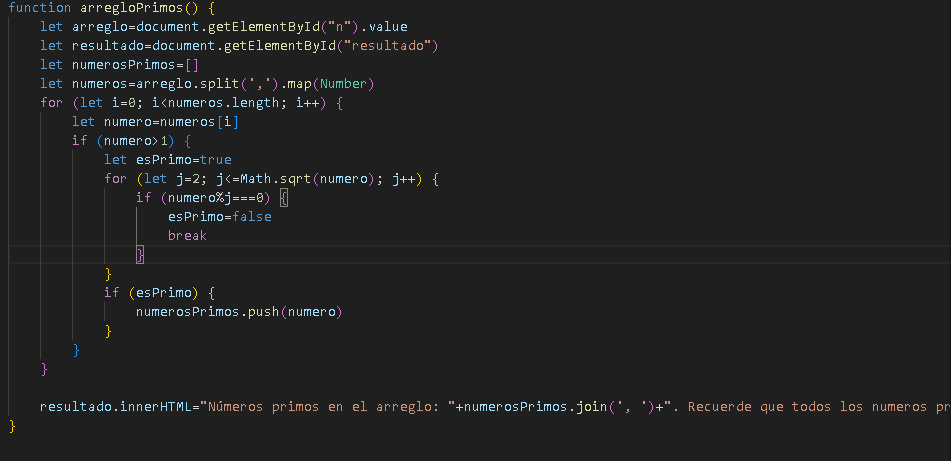 function arregloPrimos() {
    let arreglo=document.getElementById("n").value
    let resultado=document.getElementById("resultado")
    let numerosPrimos=[]
    let numeros=arreglo.split(',').map(Number)
    for (let i=0; i<numeros.length; i++) {
        let numero=numeros[i]
        if (numero>1) {
            let esPrimo=true
            for (let j=2; j<=Math.sqrt(numero); j++) {
                if (numero%j===0) {
                    esPrimo=false
                    break
                }
            }
            if (esPrimo) {
                numerosPrimos.push(numero)
            }
        }
    }
    resultado.innerHTML="Números primos en el arreglo: "+numerosPrimos.join(', ')+". Recuerde que todos los numeros pr
}